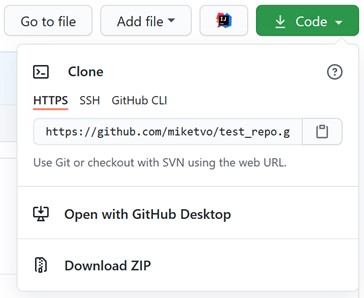 Go to file Add file IJ Code
Clone
HTTPS SSH GitHub CLI
https://github.com/miketvo/test_repo.g
Use Git or checkout with SVN using the web URL.
Open with GitHub Desktop
Download ZIP